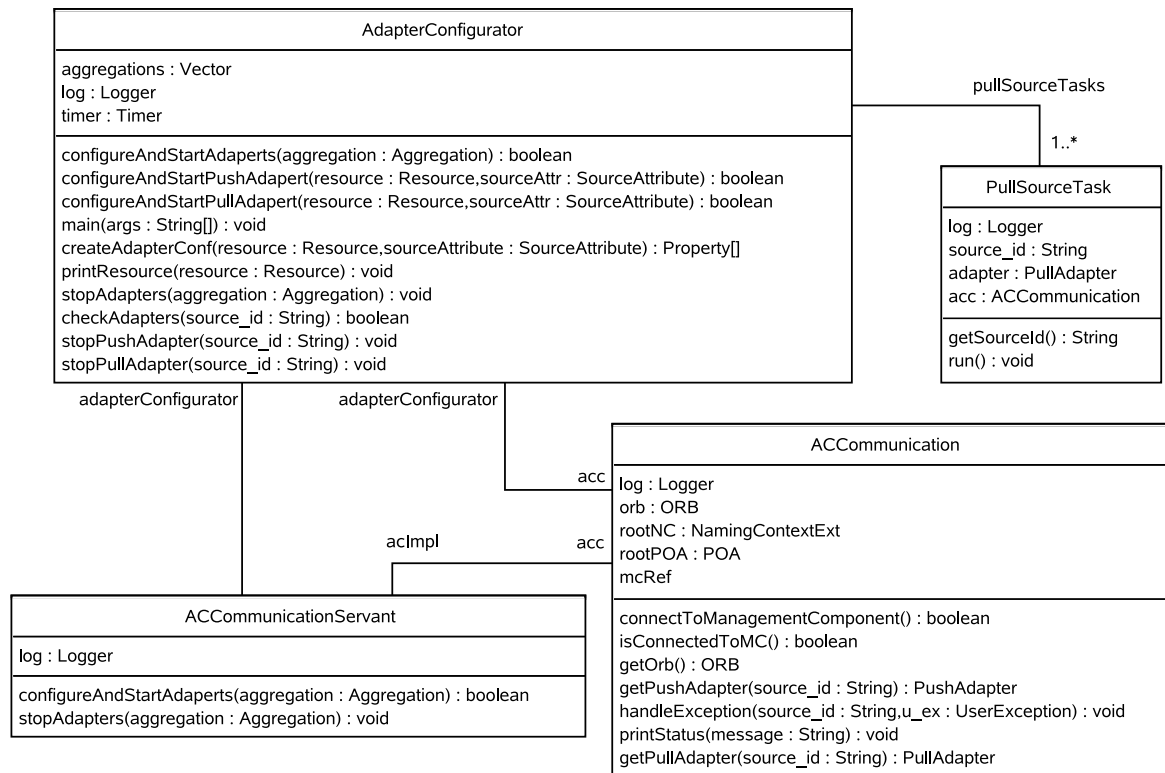 AdapterConfigurator
aggregations : Vector
log : Logger
timer : Timer
configureAndStartAdaperts(aggregation : Aggregation) : boolean
configureAndStartPushAdapert(resource : Resource,sourceAttr : SourceAttribute) : boolean
configureAndStartPullAdapert(resource : Resource,sourceAttr : SourceAttribute) : boolean
main(args : String[]) : void
createAdapterConf(resource : Resource,sourceAttribute : SourceAttribute) : Property[]
printResource(resource : Resource) : void
stopAdapters(aggregation : Aggregation) : void
checkAdapters(source_id : String) : boolean
stopPushAdapter(source_id : String) : void
stopPullAdapter(source_id : String) : void
pullSourceTasks
1..*
PullSourceTask
log : Logger
source_id : String
adapter : PullAdapter
acc : ACCommunication
getSourceId() : String
run() : void
adapterConfigurator
adapterConfigurator
acc
acImpl
acc
ACCommunication
log : Logger
orb : ORB
rootNC : NamingContextExt
rootPOA : POA
mcRef
connectToManagementComponent() : boolean
isConnectedToMC() : boolean
getOrb() : ORB
getPushAdapter(source_id : String) : PushAdapter
handleException(source_id : String,u_ex : UserException) : void
printStatus(message : String) : void
getPullAdapter(source_id : String) : PullAdapter
ACCommunicationServant
log : Logger
configureAndStartAdaperts(aggregation : Aggregation) : boolean
stopAdapters(aggregation : Aggregation) : void